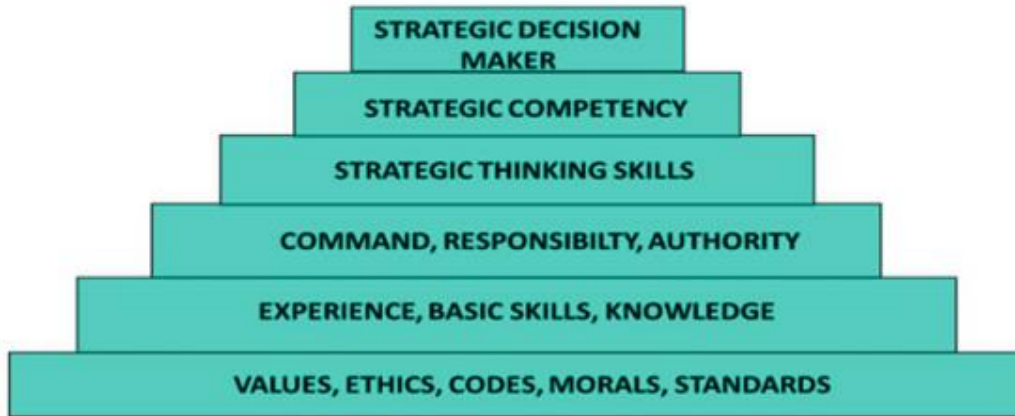 STRATEGIC DECISION
MAKER
STRATEGIC COMPETENCY
STRATEGIC THINKING SKILLS
COMMAND, RESPONSIBILTY, AUTHORITY
EXPERIENCE, BASIC SKILLS, KNOWLEDGE
VALUES, ETHICS, CODES, MORALS, STANDARDS